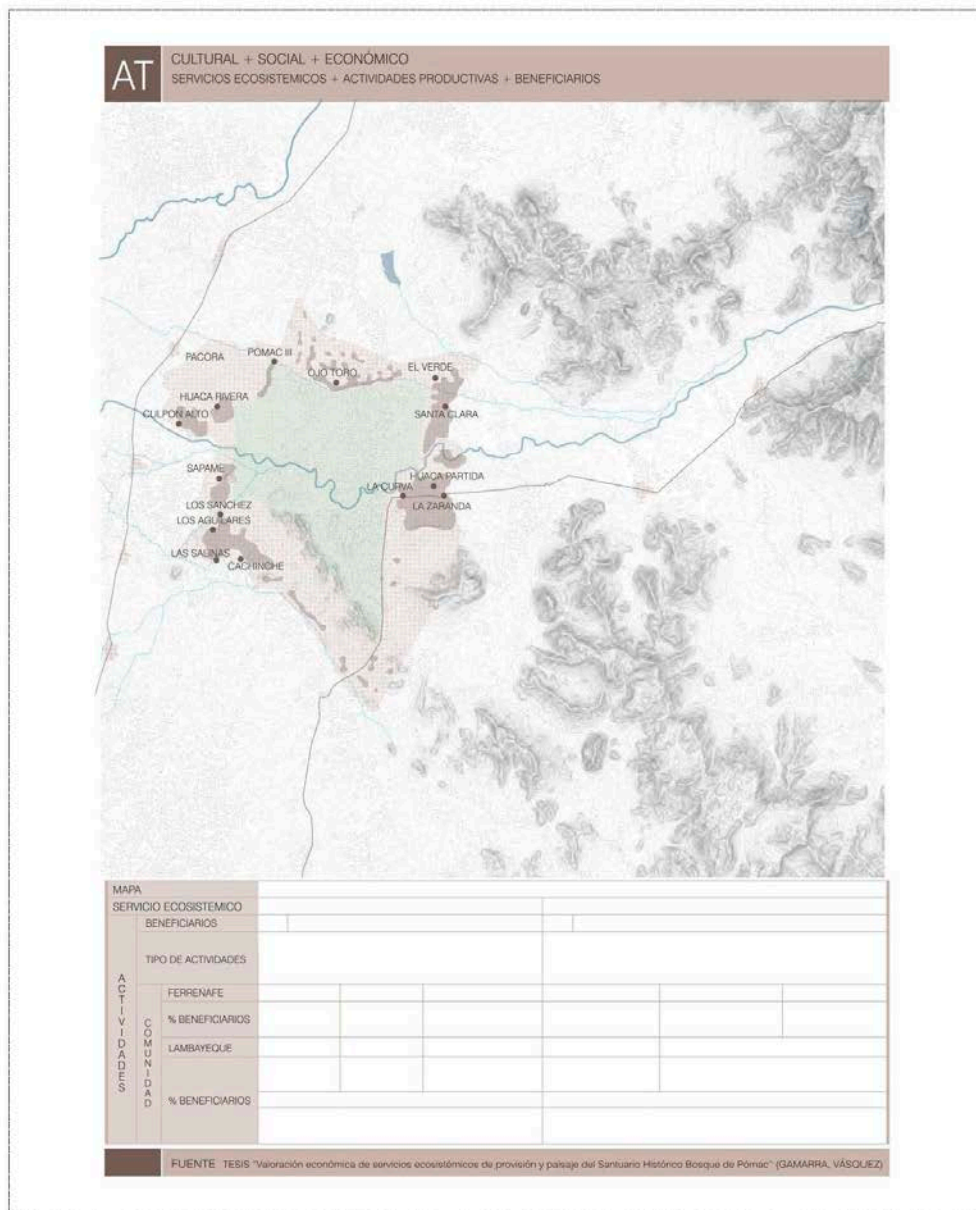 AT
CULTURAL + SOCIAL + ECONÓMICO
SERVICIOS ECOSISTEMICOS + ACTIVIDADES PRODUCTIVAS + BENEFICIARIOS
PACORA
POMAC III
OJO TORO
EL VERDE
HUACA RIVERA
CULPON ALTO
SANTA CLARA
SAPAME
HUACA PARTIDA
LA CURVA
LA ZARANDA
LOS SANCHEZ
LOS AGUILARES
LAS SALINAS
CACHINCHE
MAPA
SERVICIO ECOSISTEMICO
BENEFICIARIOS
TIPO DE ACTIVIDADES
ACTIVIDADES
COMUNIDAD
FERREÑAFE
% BENEFICIARIOS
LAMBAYEQUE
% BENEFICIARIOS
FUENTE TESIS "Valoración económica de servicios ecosistémicos de provisión y paisaje del Santuario Histórico Bosque de Pómac" (GAMARRA, VÁSQUEZ)